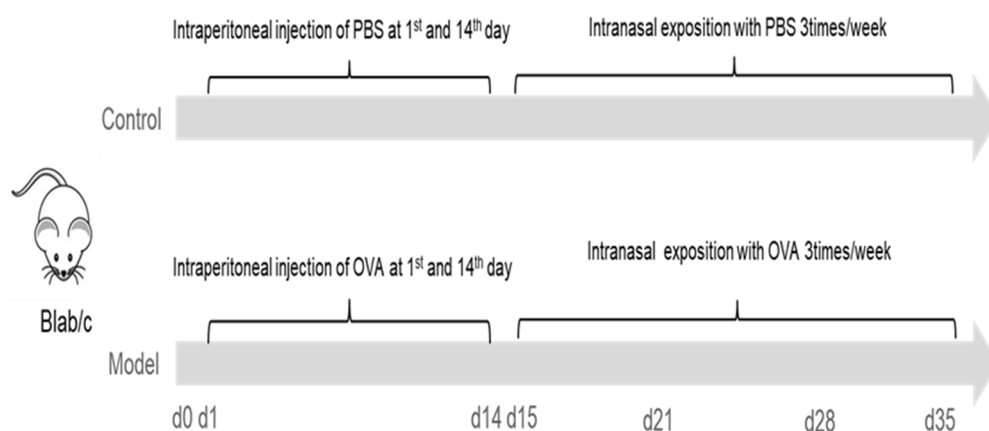 Intraperitoneal injection of PBS at 1st and 14th day
Intranasal exposition with PBS 3times/week
Control
Intraperitoneal injection of OVA at 1st and 14th day
Intranasal exposition with OVA 3times/week
Blab/c
Model
d0 d1 d14 d15 d21 d28 d35